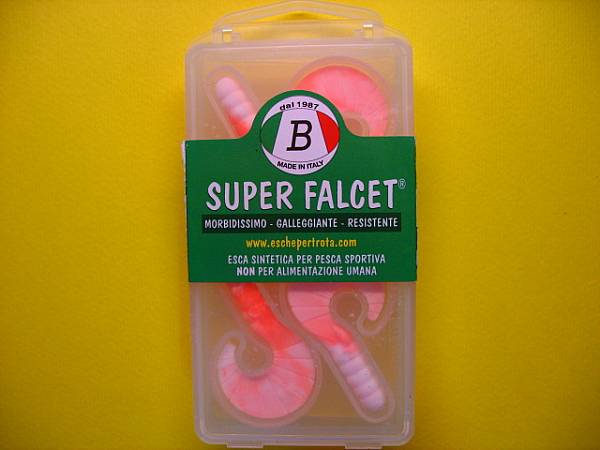 dal 1987
B
MADE IN ITALY
SUPER FALCET®
MORBIDISSIMO - GALLEGGIANTE - RESISTENTE
www.eschepertrota.com
ESCA SINTETICA PER PESCA SPORTIVA
NON PER ALIMENTAZIONE UMANA